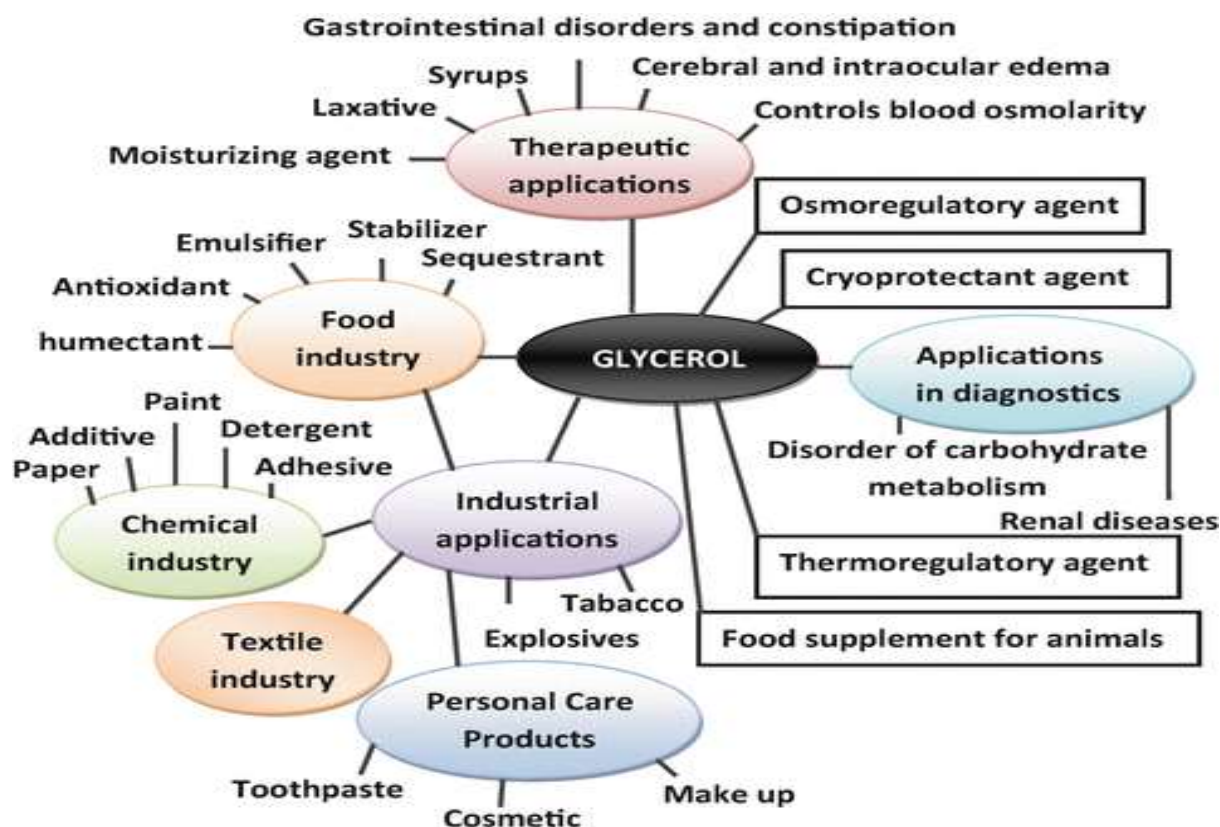 Gastrointestinal disorders and constipation
Syrups
Cerebral and intraocular edema
Laxative
Controls blood osmolarity
Moisturizing agent
Therapeutic
applications
Osmoregulatory agent
Stabilizer
Emulsifier
Sequestrant
Cryoprotectant agent
Antioxidant
humectant
Food
industry
GLYCEROL
Applications
in diagnostics
Paint
Additive
Detergent
Paper
Adhesive
Disorder of carbohydrate
metabolism
Renal diseases
Chemical
industry
Industrial
applications
Thermoregulatory agent
Tabacco
Explosives
Food supplement for animals
Textile
industry
Personal Care
Products
Toothpaste
Cosmetic
Make up